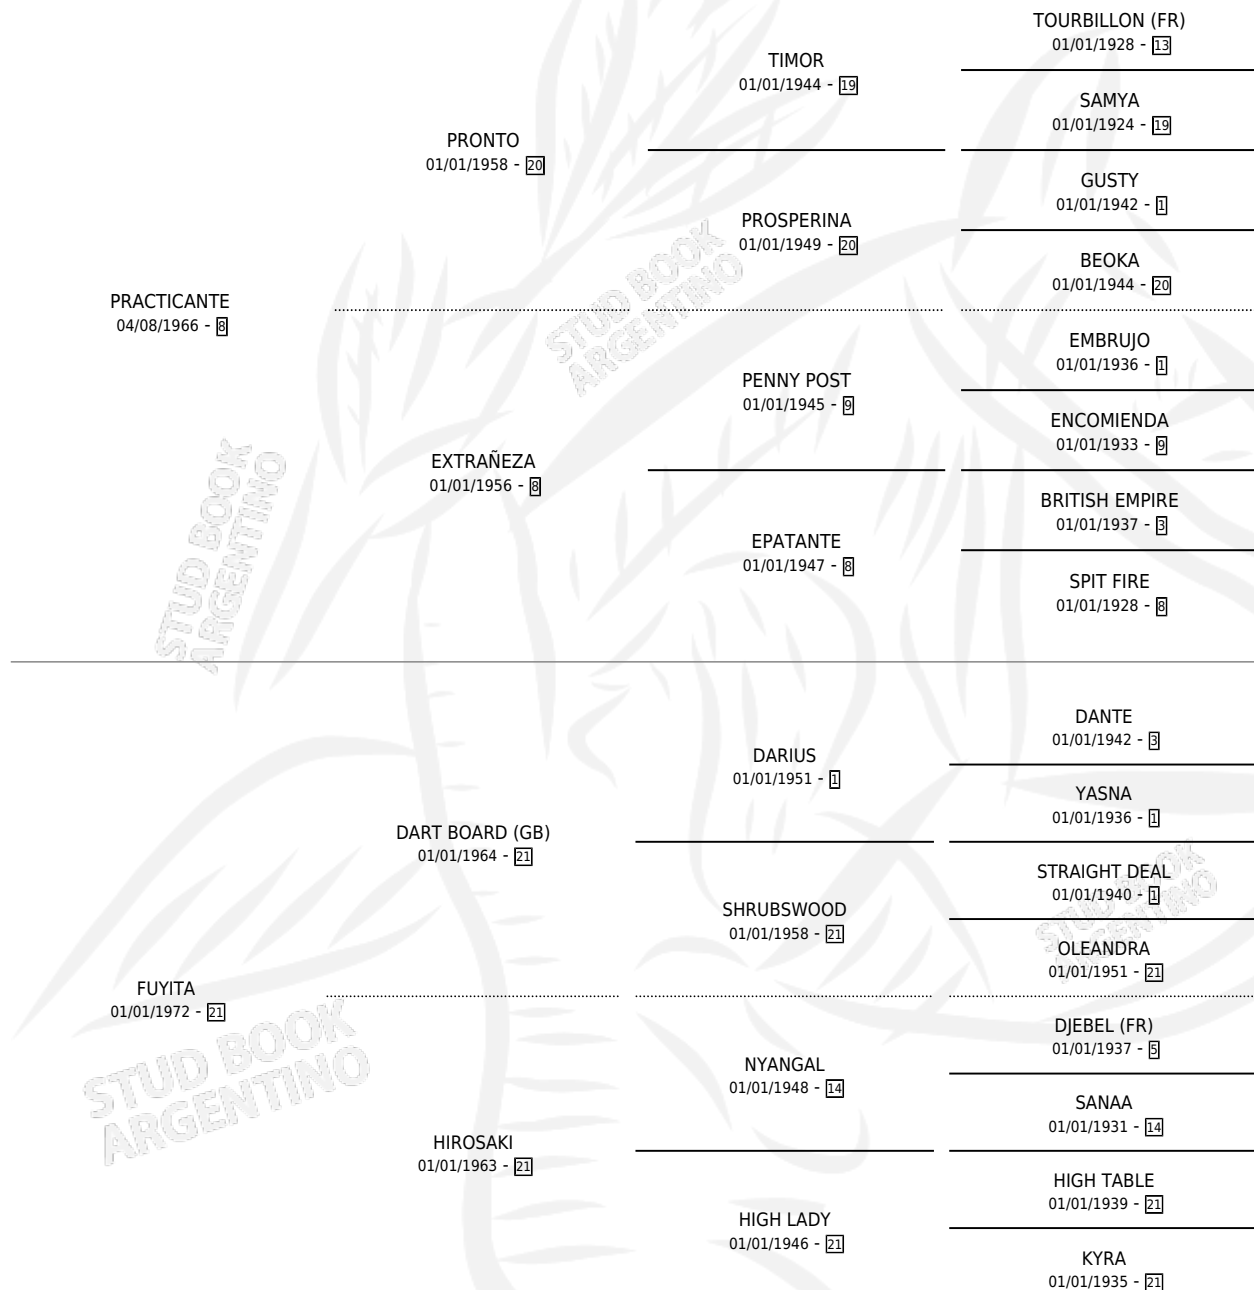 TOURBILLON (FR)
01/01/1928 - 13
TIMOR
01/01/1944 - 19
SAMYA
01/01/1924 - 19
PRONTO
01/01/1958 - 20
GUSTY
01/01/1942 - 1
PROSPERINA
01/01/1949 - 20
BEOKA
01/01/1944 - 20
PRACTICANTE
04/08/1966 - 8
EMBRUJO
01/01/1936 - 1
PENNY POST
01/01/1945 - 9
ENCOMIENDA
01/01/1933 - 9
EXTRAÑEZA
01/01/1956 - 8
BRITISH EMPIRE
01/01/1937 - 3
EPATANTE
01/01/1947 - 8
SPIT FIRE
01/01/1928 - 8
STUD BOOK
ARGENTINO
STUD BOOK
ARGENTINO
DANTE
01/01/1942 - 3
DARIUS
01/01/1951 - 1
YASNA
01/01/1936 - 1
DART BOARD (GB)
01/01/1964 - 21
STRAIGHT DEAL
01/01/1940 - 1
SHRUBSWOOD
01/01/1958 - 21
OLEANDRA
01/01/1951 - 21
FUYITA
01/01/1972 - 21
DJEBEL (FR)
01/01/1937 - 5
NYANGAL
01/01/1948 - 14
SANAA
01/01/1931 - 14
HIROSAKI
01/01/1963 - 21
HIGH TABLE
01/01/1939 - 21
HIGH LADY
01/01/1946 - 21
KYRA
01/01/1935 - 21
STUD BOOK
ARGENTINO
STUD BOOK
ARGENTINO